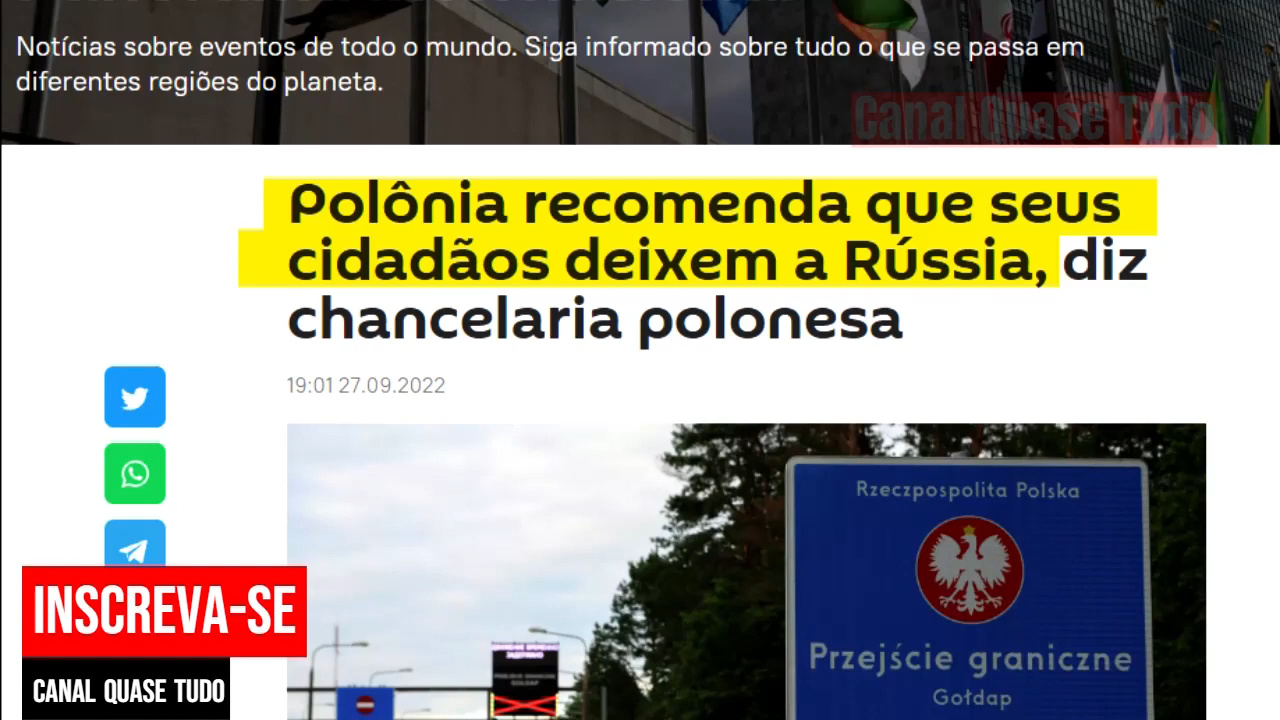 Notícias sobre eventos de todo o mundo. Siga informado sobre tudo o que se passa em
diferentes regiões do planeta.
Canal Quase Tudo
Polônia recomenda que seus
cidadãos deixem a Rússia, diz
chancelaria polonesa
19:01 27.09.2022
Rzeczpospolita Polska
Przejście graniczne
Gołdap
INSCREVA-SE
CANAL QUASE TUDO